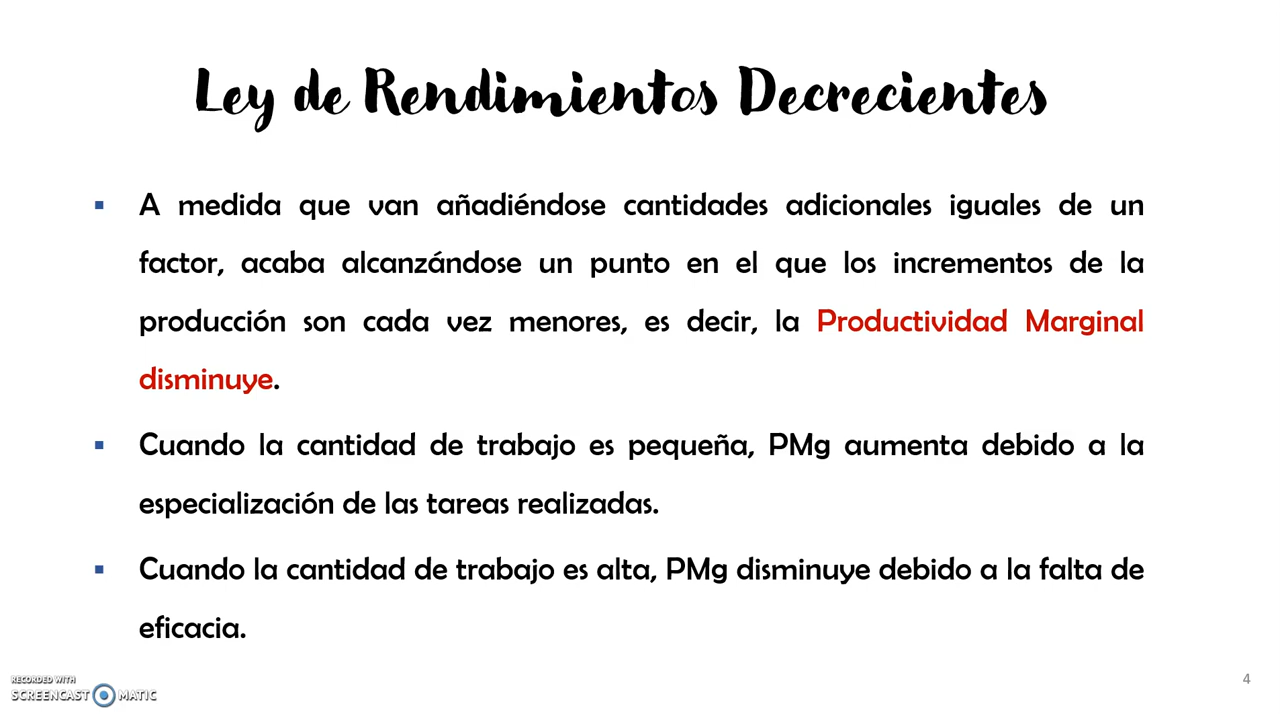 Ley de Rendimientos Decrecientes
A medida que van añadiéndose cantidades adicionales iguales de un
factor, acaba alcanzándose un punto en el que los incrementos de la
producción son cada vez menores, es decir, la Productividad Marginal
disminuye.
Cuando la cantidad de trabajo es pequeña, PMg aumenta debido a la
especialización de las tareas realizadas.
Cuando la cantidad de trabajo es alta, PMg disminuye debido a la falta de
eficacia.
RECORDED WITH
SCREENCAST MATIC
4